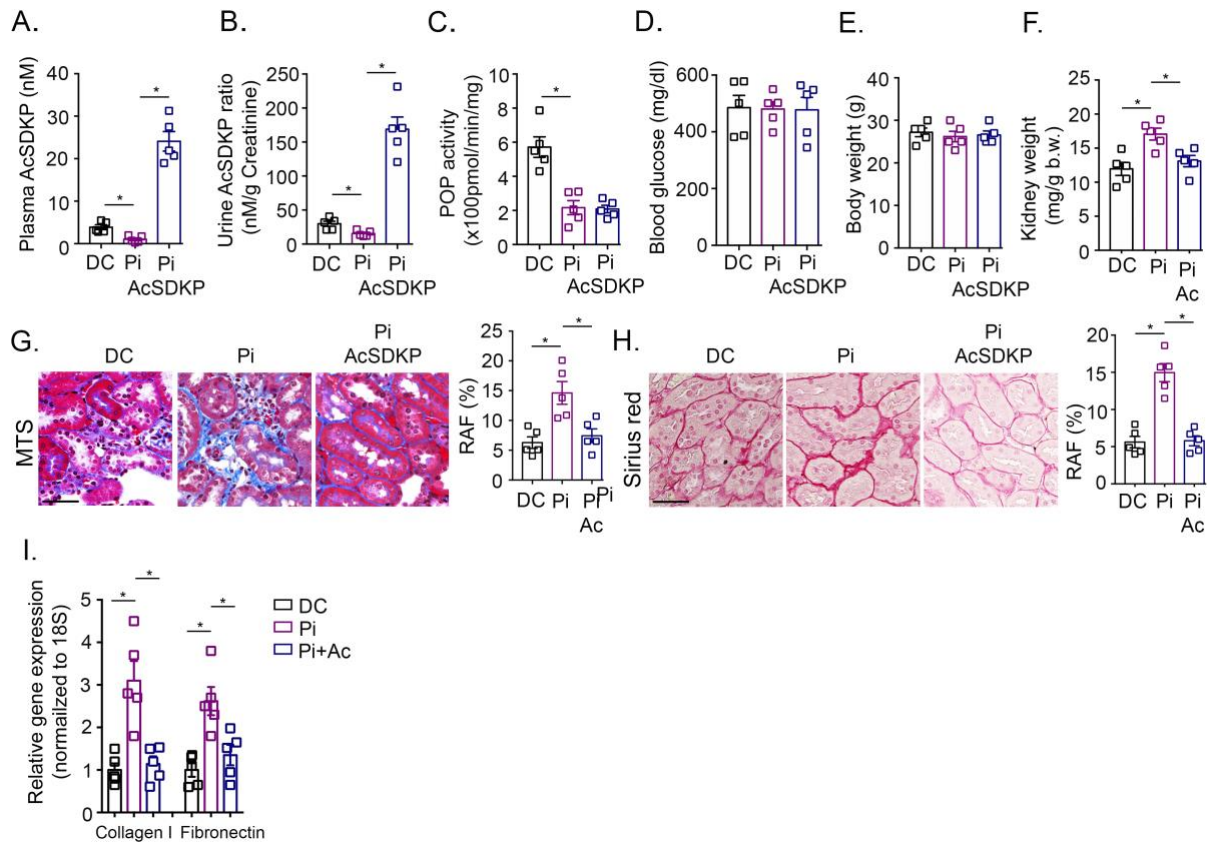 A.
Plasma AcSDKP (nM)
40
30
20
10
0
*
*
DC Pi Pi
AcSDKP
B.
Urine AcSDKP ratio
(nM/g Creatinine)
250
200
150
100
50
0
*
*
DC Pi Pi
AcSDKP
C.
POP activity
(x100pmol/min/mg)
10
8
6
4
2
0
*
DC Pi Pi
AcSDKP
D.
Blood glucose (mg/dl)
600
400
200
0
DC Pi Pi
AcSDKP
E.
Body weight (g)
40
30
20
10
0
DC Pi Pi
AcSDKP
F.
Kidney weight
(mg/g b.w.)
25
20
15
10
5
0
*
*
DC Pi Pi
Ac
G.
MTS
DC
Pi
Pi
AcSDKP
RAF (%)
25
20
15
10
5
0
*
*
DC Pi Pi
Pi
Ac
H.
Sirius red
DC
Pi
Pi
AcSDKP
RAF (%)
20
15
10
5
0
*
*
DC Pi Pi
Ac
I.
Relative gene expression
(normailzed to 18S)
5
4
3
2
1
0
*
*
*
*
Collagen I Fibronectin
DC
Pi
Pi+Ac